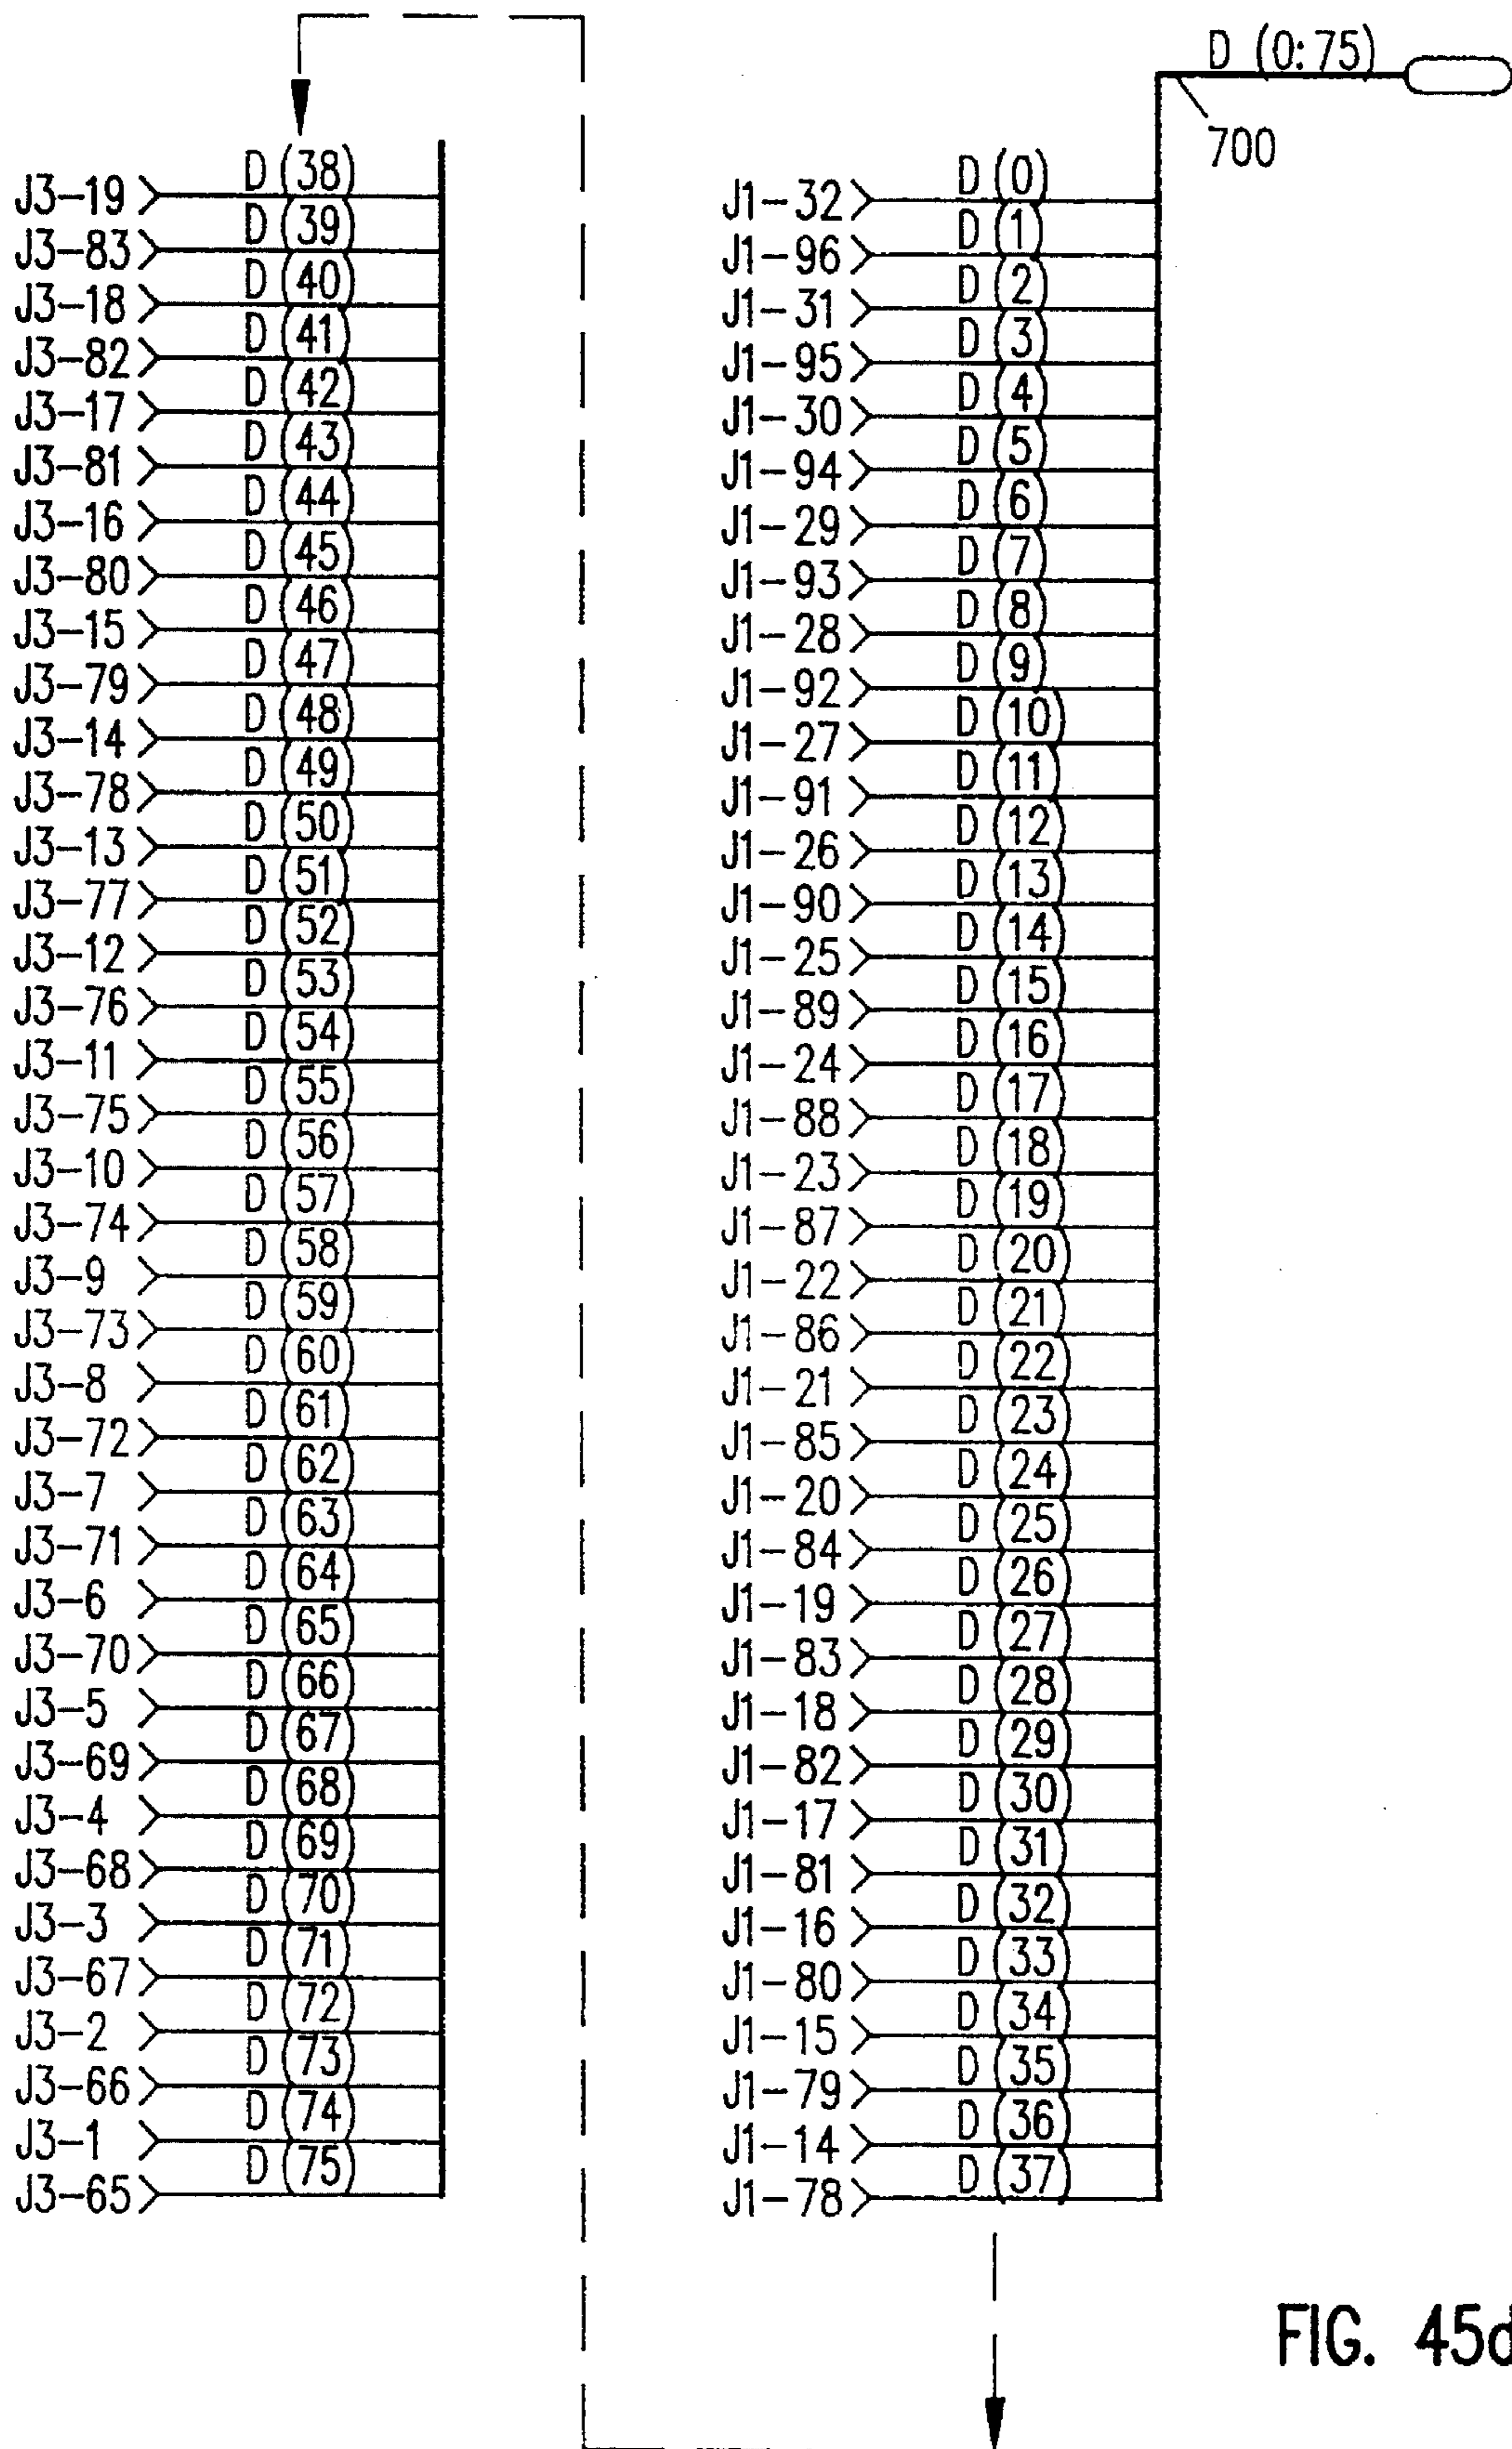 D (0:75)
700
J3-19 D (38)
J3-83 D (39)
J3-18 D (40)
J3-82 D (41)
J3-17 D (42)
J3-81 D (43)
J3-16 D (44)
J3-80 D (45)
J3-15 D (46)
J3-79 D (47)
J3-14 D (48)
J3-78 D (49)
J3-13 D (50)
J3-77 D (51)
J3-12 D (52)
J3-76 D (53)
J3-11 D (54)
J3-75 D (55)
J3-10 D (56)
J3-74 D (57)
J3-9 D (58)
J3-73 D (59)
J3-8 D (60)
J3-72 D (61)
J3-7 D (62)
J3-71 D (63)
J3-6 D (64)
J3-70 D (65)
J3-5 D (66)
J3-69 D (67)
J3-4 D (68)
J3-68 D (69)
J3-3 D (70)
J3-67 D (71)
J3-2 D (72)
J3-66 D (73)
J3-1 D (74)
J3-65 D (75)
J1-32 D (0)
J1-96 D (1)
J1-31 D (2)
J1-95 D (3)
J1-30 D (4)
J1-94 D (5)
J1-29 D (6)
J1-93 D (7)
J1-28 D (8)
J1-92 D (9)
J1-27 D (10)
J1-91 D (11)
J1-26 D (12)
J1-90 D (13)
J1-25 D (14)
J1-89 D (15)
J1-24 D (16)
J1-88 D (17)
J1-23 D (18)
J1-87 D (19)
J1-22 D (20)
J1-86 D (21)
J1-21 D (22)
J1-85 D (23)
J1-20 D (24)
J1-84 D (25)
J1-19 D (26)
J1-83 D (27)
J1-18 D (28)
J1-82 D (29)
J1-17 D (30)
J1-81 D (31)
J1-16 D (32)
J1-80 D (33)
J1-15 D (34)
J1-79 D (35)
J1-14 D (36)
J1-78 D (37)
FIG. 45d